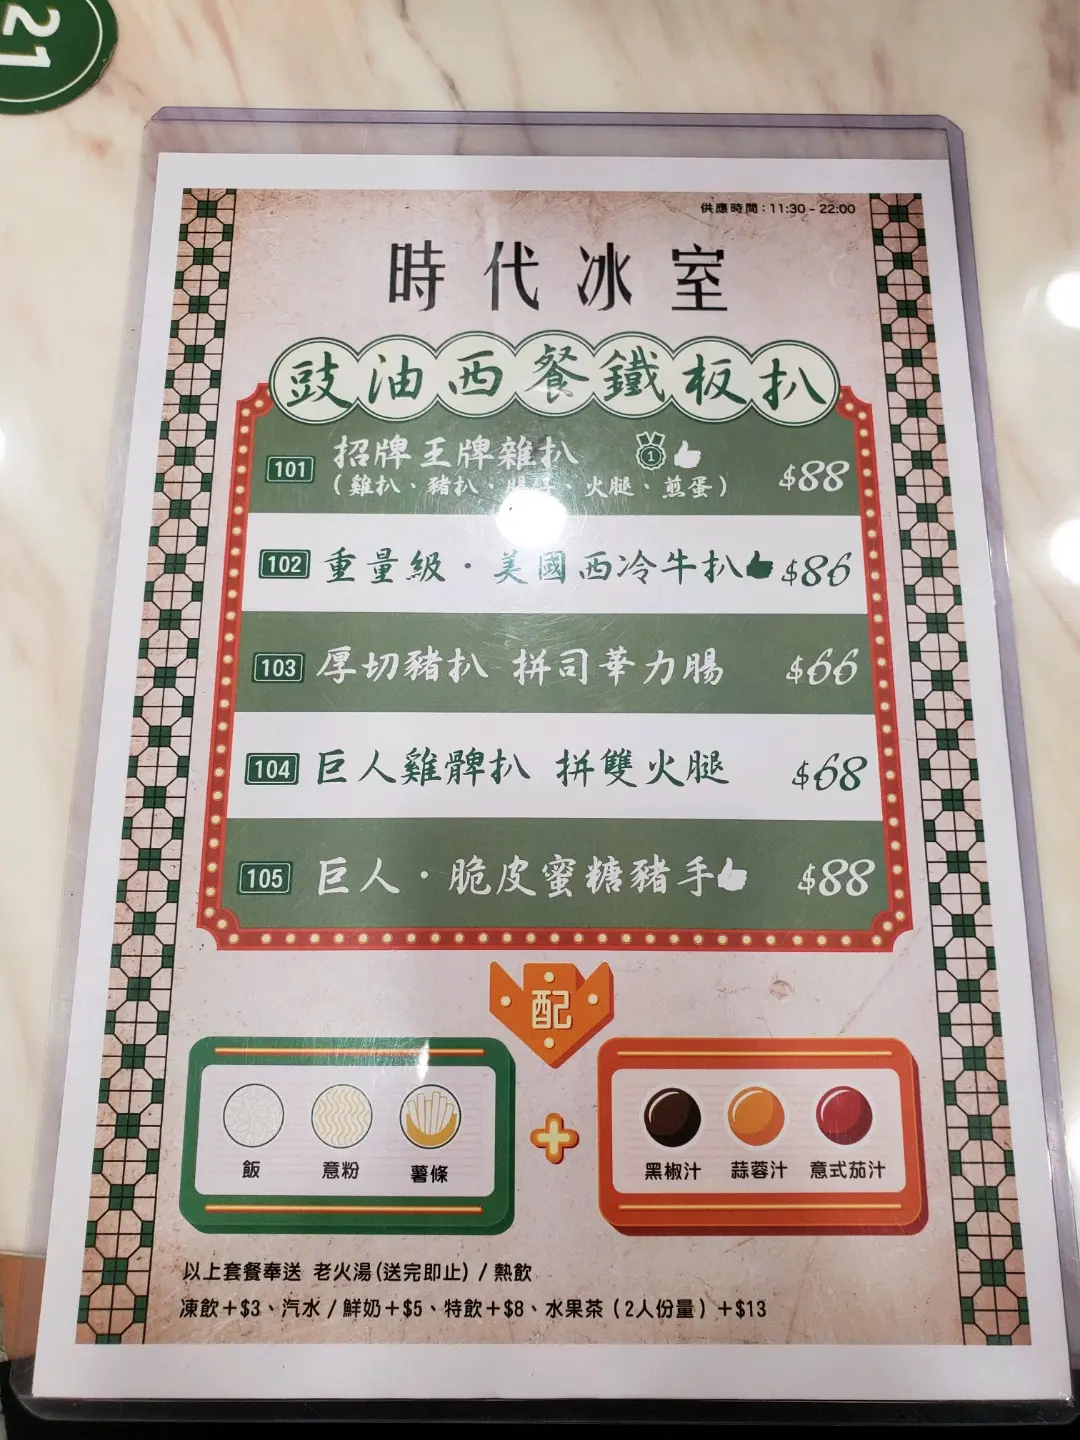 21
供應時間：11:30 - 22:00
時代冰室
豉油西餐鐵板扒
101 招牌王牌雜扒 1 $88
(雞扒、豬扒、腸仔、火腿、煎蛋)
102 重量級·美國西冷牛扒 $86
103 厚切豬扒 拼司華力腸 $66
104 巨人雞髀扒 拼雙火腿 $68
105 巨人·脆皮蜜糖豬手 $88
配
飯 意粉 薯條 + 黑椒汁 蒜蓉汁 意式茄汁
以上套餐奉送 老火湯(送完即止) / 熱飲
凍飲+$3、汽水 / 鮮奶+$5、特飲+$8、水果茶 (2人份量) +$13